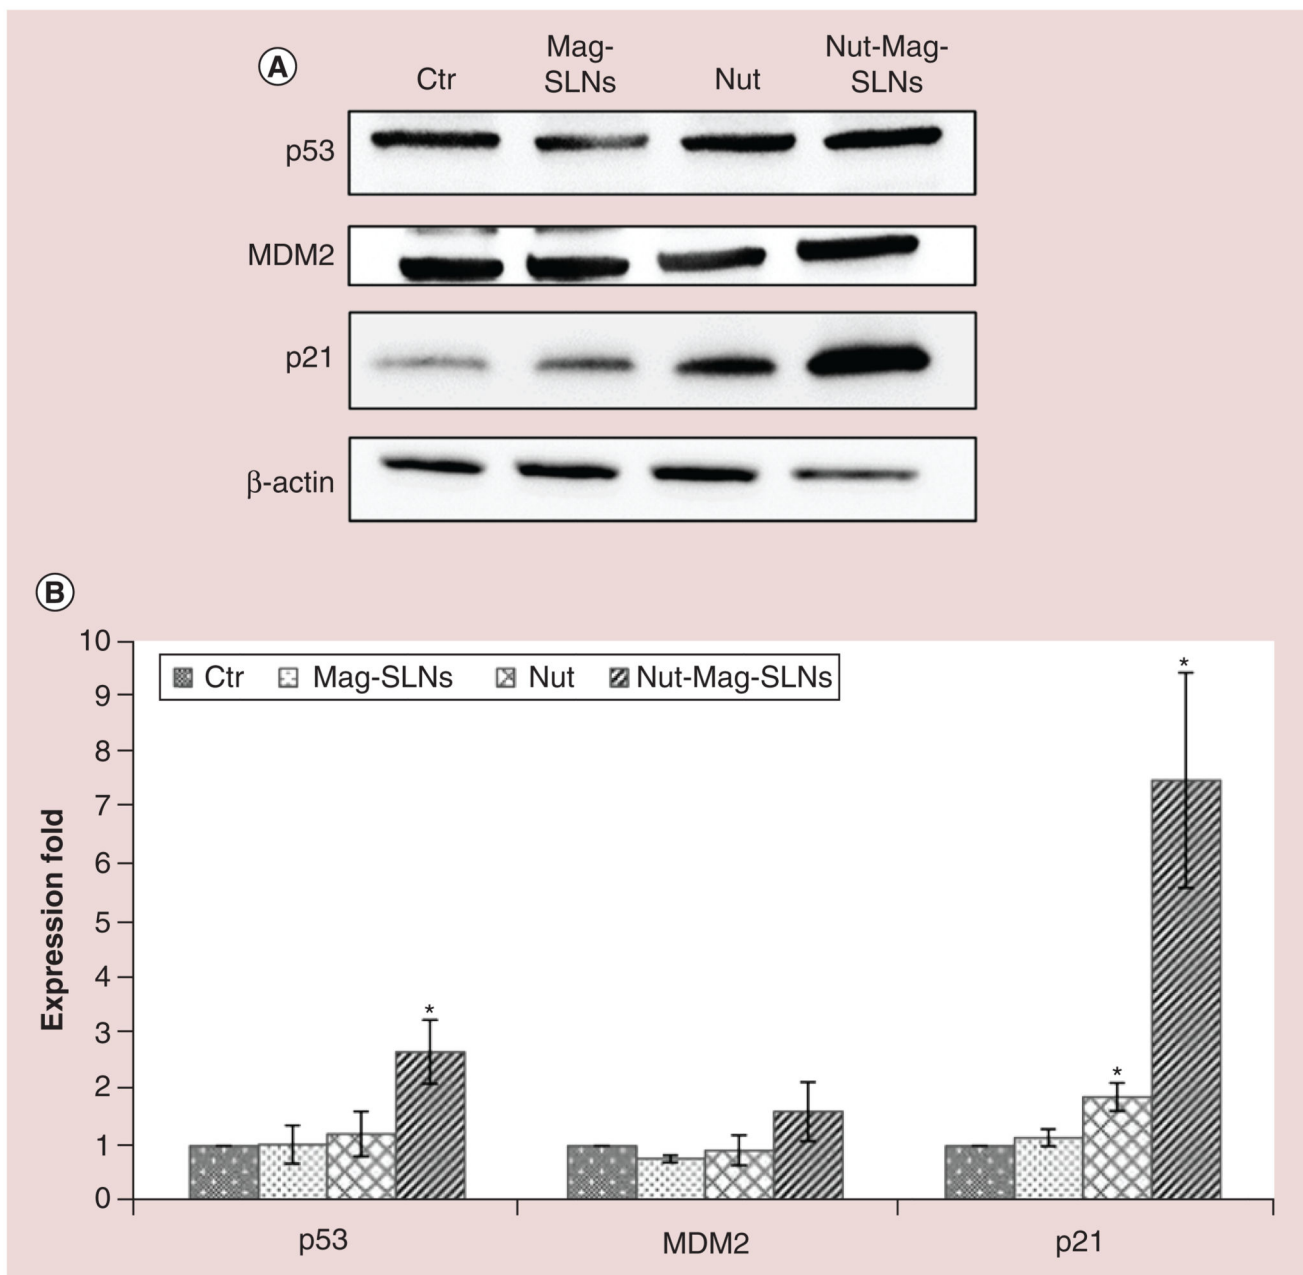 A
Ctr
Mag-
SLNs
Nut
Nut-Mag-
SLNs
p53
MDM2
p21
β-actin
B
Expression fold
10
9
8
7
6
5
4
3
2
1
0
Ctr Mag-SLNs Nut Nut-Mag-SLNs
*
*
*
p53 MDM2 p21